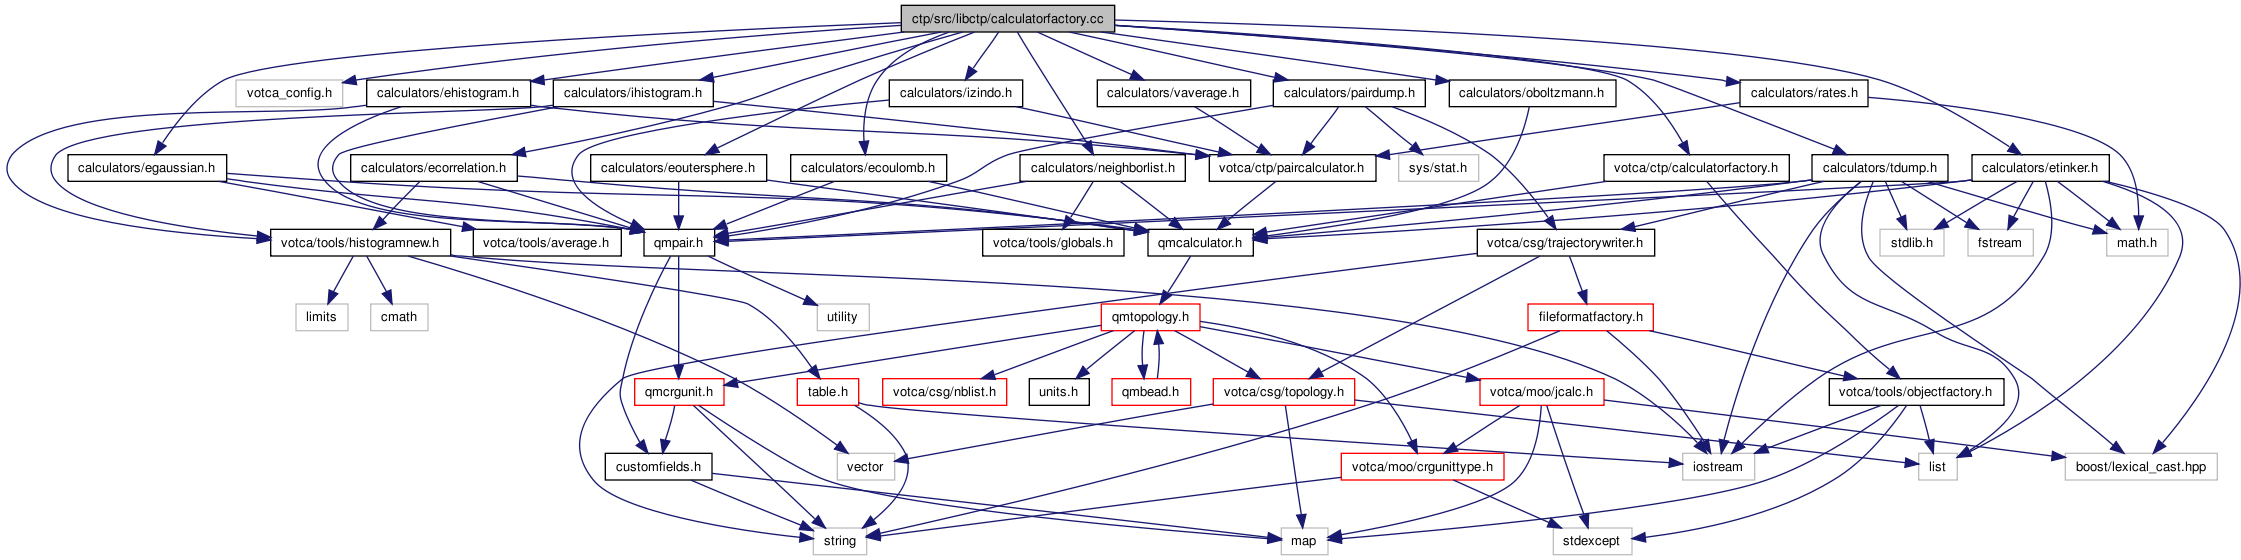 ctp/src/libctp/calculatorfactory.cc
votca_config.h
calculators/ehistogram.h
calculators/ihistogram.h
calculators/izindo.h
calculators/vaverage.h
calculators/pairdump.h
calculators/oboltzmann.h
calculators/rates.h
calculators/egaussian.h
calculators/ecorrelation.h
calculators/eoutersphere.h
calculators/ecoulomb.h
calculators/neighborlist.h
votca/ctp/paircalculator.h
sys/stat.h
votca/ctp/calculatorfactory.h
calculators/tdump.h
calculators/etinker.h
votca/tools/histogramnew.h
votca/tools/average.h
qmpair.h
votca/tools/globals.h
qmcalculator.h
votca/csg/trajectorywriter.h
stdlib.h
fstream
math.h
limits
cmath
utility
qmtopology.h
fileformatfactory.h
qmcrgunit.h
table.h
votca/csg/nblist.h
units.h
qmbead.h
votca/csg/topology.h
votca/moo/jcalc.h
votca/tools/objectfactory.h
customfields.h
vector
votca/moo/crgunittype.h
iostream
list
boost/lexical_cast.hpp
string
map
stdexcept